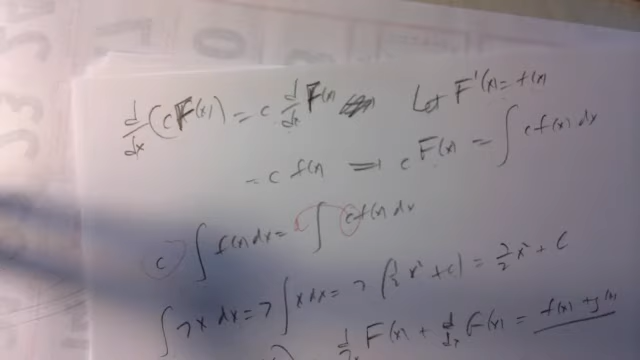 d/dx (cF(x)) = c d/dx F(x)   Let F'(x) = f(x)
= c f(x) ⟹ c F(x) = ∫ c f(x) dx
c ∫ f(x) dx = ∫ c f(x) dx
∫ 7x dx = 7 ∫ x dx = 7 (1/2 x² + c) = 7/2 x² + C
d/dx F(x) + d/dx G(x) = f(x) + g(x)